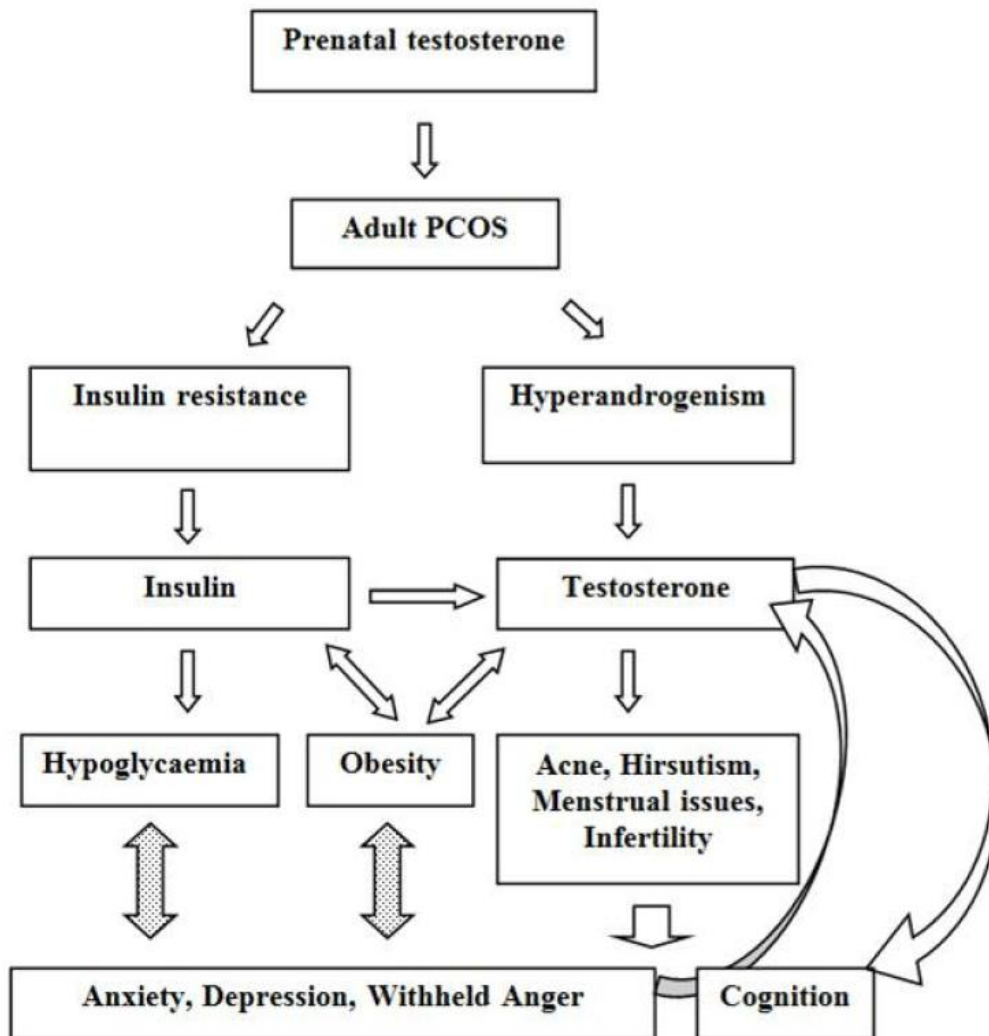 Prenatal testosterone
Adult PCOS
Insulin resistance
Hyperandrogenism
Insulin
Testosterone
Hypoglycaemia
Obesity
Acne, Hirsutism,
Menstrual issues,
Infertility
Anxiety, Depression, Withheld Anger
Cognition